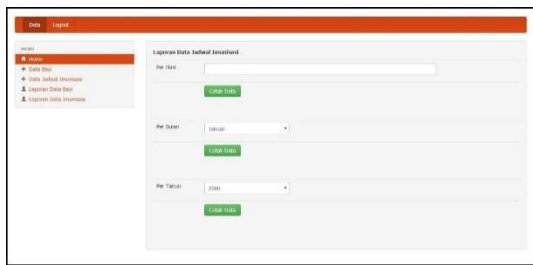 Data Logout
MENU
Home
Data Bayi
Data Jadwal Imunisasi
Laporan Data Bayi
Laporan Data Imunisasi
Laporan Data Jadwal Imunisasi
Per Hari
Cetak Data
Per Bulan
Januari
Cetak Data
Per Tahun
Cetak Data